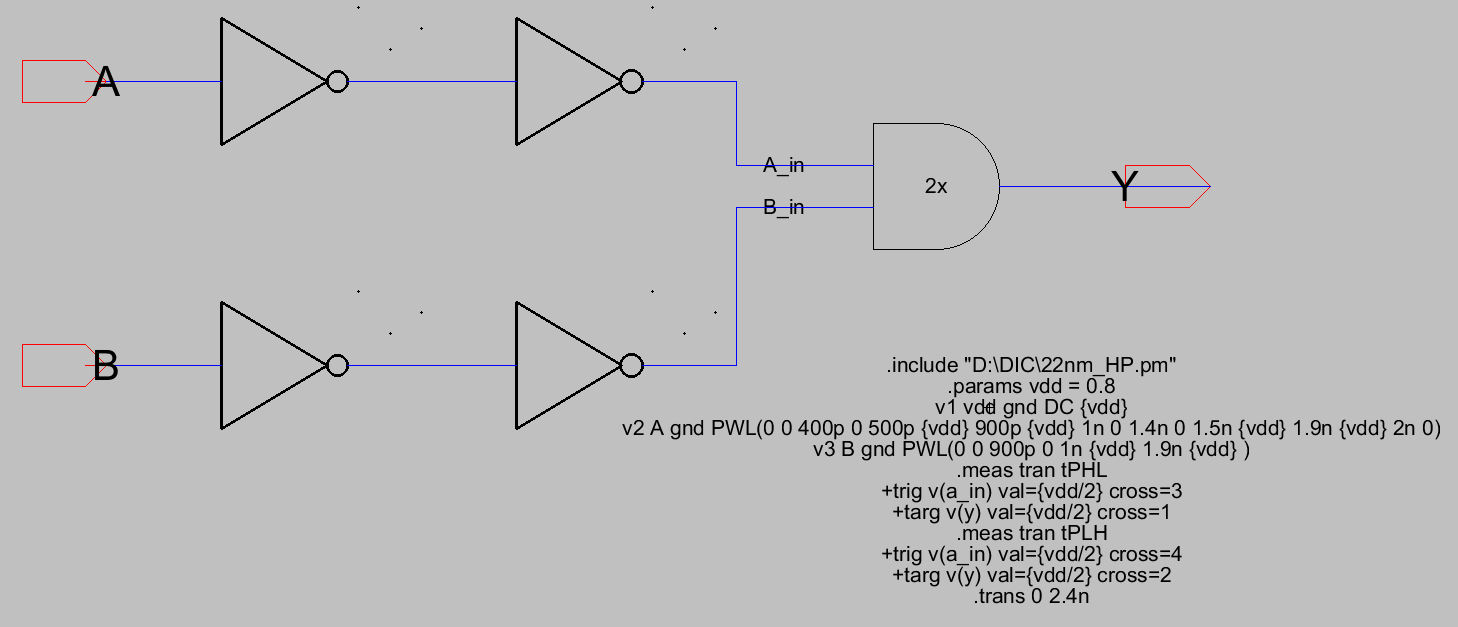 A
A_in
2x
Y
B_in
B
.include "D:\DIC\22nm_HP.pm"
.params vdd = 0.8
v1 vdd gnd DC {vdd}
v2 A gnd PWL(0 0 400p 0 500p {vdd} 900p {vdd} 1n 0 1.4n 0 1.5n {vdd} 1.9n {vdd} 2n 0)
v3 B gnd PWL(0 0 900p 0 1n {vdd} 1.9n {vdd} )
.meas tran tPHL
+trig v(a_in) val={vdd/2} cross=3
+targ v(y) val={vdd/2} cross=1
.meas tran tPLH
+trig v(a_in) val={vdd/2} cross=4
+targ v(y) val={vdd/2} cross=2
.trans 0 2.4n